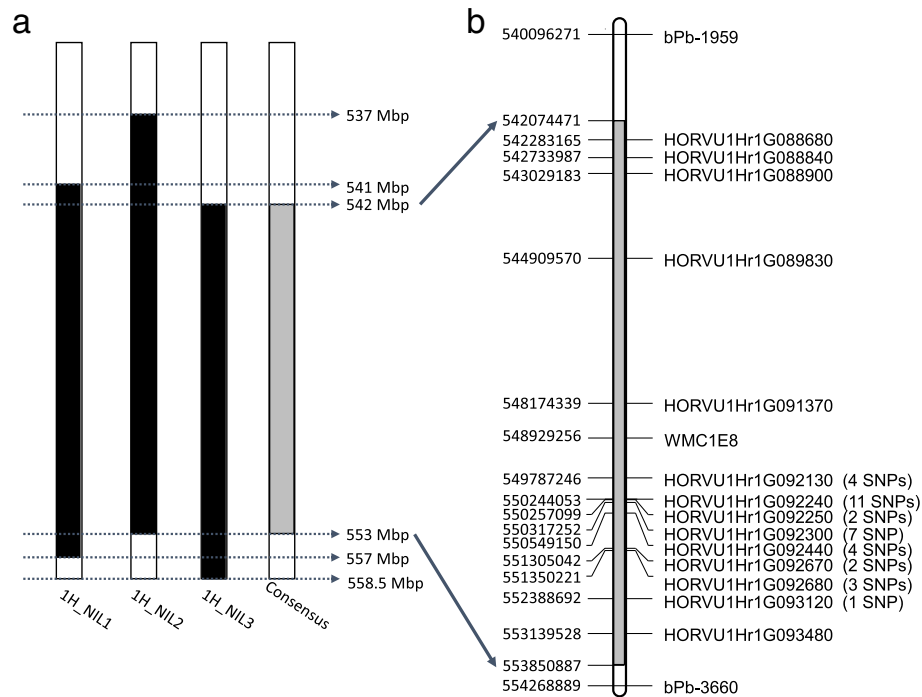 a
537 Mbp
541 Mbp
542 Mbp
553 Mbp
557 Mbp
558.5 Mbp
1H_NIL1
1H_NIL2
1H_NIL3
Consensus
b
540096271 bPb-1959
542074471
542283165 HORVU1Hr1G088680
542733987 HORVU1Hr1G088840
543029183 HORVU1Hr1G088900
544909570 HORVU1Hr1G089830
548174339 HORVU1Hr1G091370
548929256 WMC1E8
549787246 HORVU1Hr1G092130 (4 SNPs)
550244053 HORVU1Hr1G092240 (11 SNPs)
550257099 HORVU1Hr1G092250 (2 SNPs)
550317252 HORVU1Hr1G092300 (7 SNP)
550549150 HORVU1Hr1G092440 (4 SNPs)
551305042 HORVU1Hr1G092670 (2 SNPs)
551350221 HORVU1Hr1G092680 (3 SNPs)
552388692 HORVU1Hr1G093120 (1 SNP)
553139528 HORVU1Hr1G093480
553850887
554268889 bPb-3660